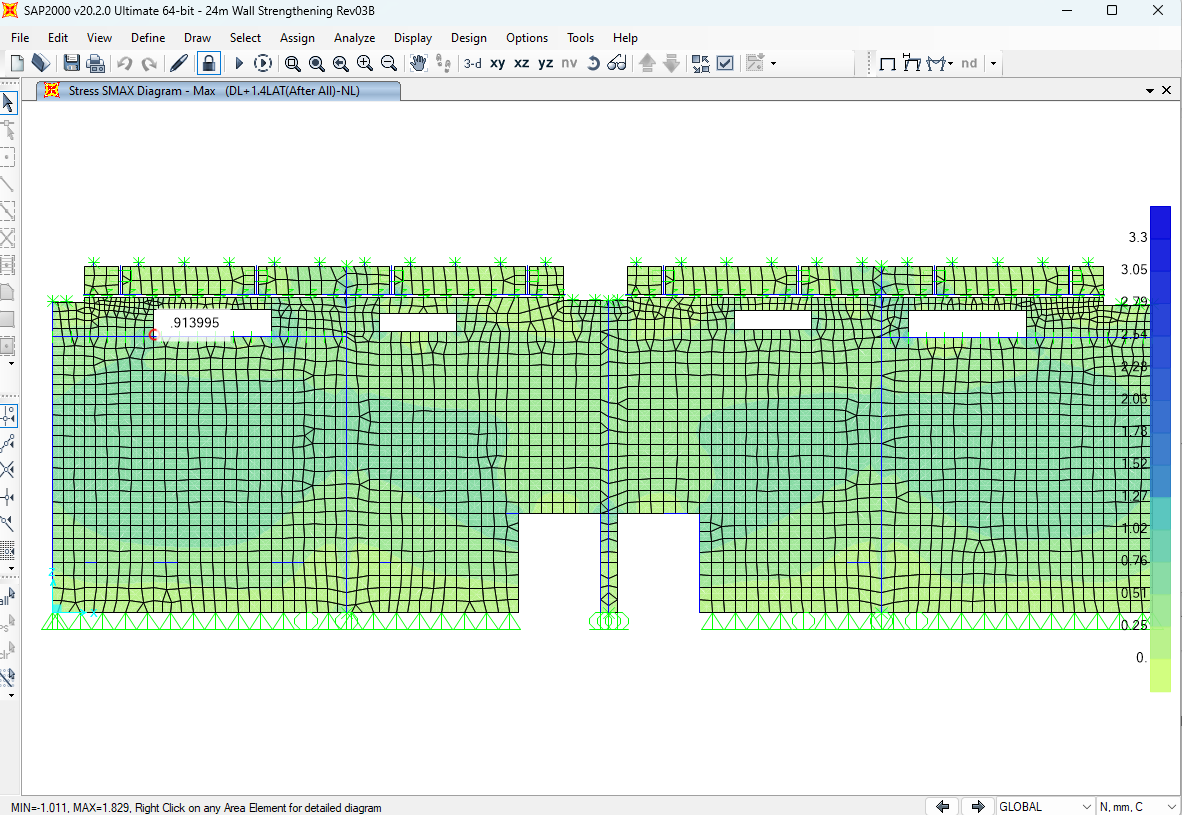 SAP2000 v20.2.0 Ultimate 64-bit - 24m Wall Strengthening Rev03B
File Edit View Define Draw Select Assign Analyze Display Design Options Tools Help
3-d xy xz yz nv nd
Stress SMAX Diagram - Max (DL+1.4LAT(After All)-NL)
3.3
3.05
2.79
.913995
2.54
2.28
2.03
1.78
1.52
1.27
1.02
0.76
0.51
0.25
0.
Z
X
all
ps
clr
MIN=-1.011, MAX=1.829, Right Click on any Area Element for detailed diagram
GLOBAL
N, mm, C